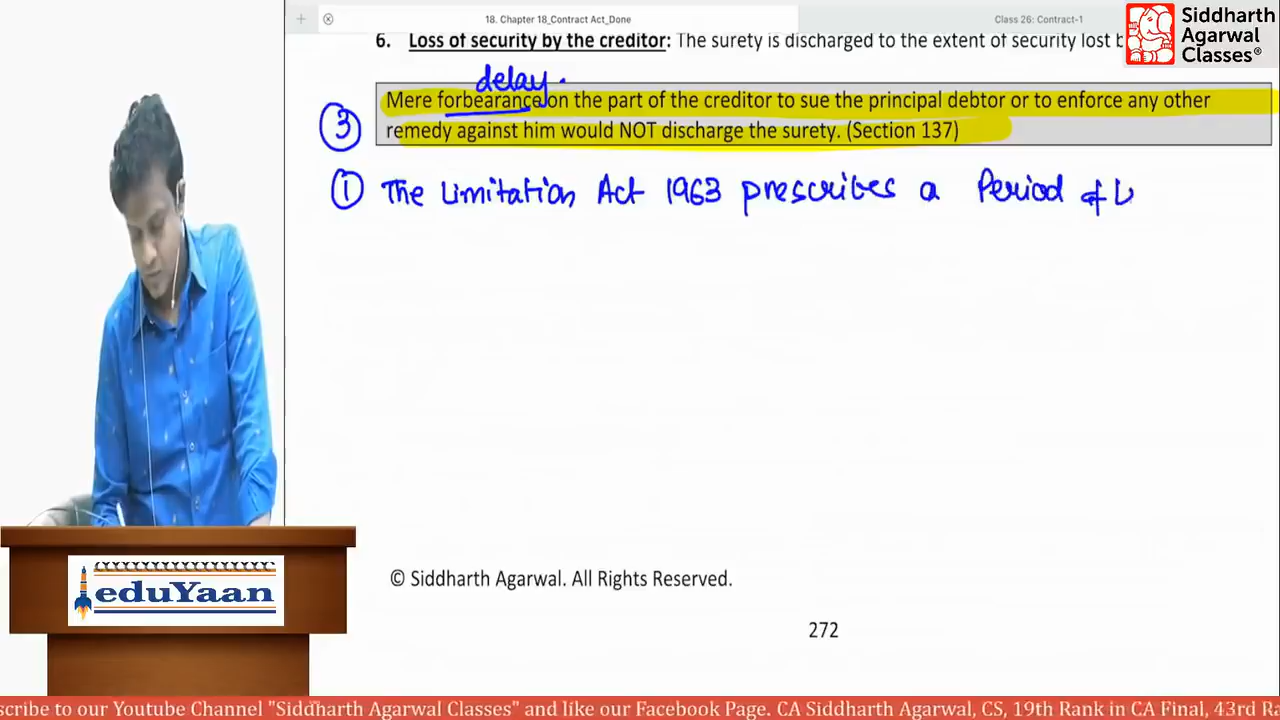 18. Chapter 18_Contract Act_Done
Class 26: Contract-1
Siddharth
Agarwal
Classes®
6. Loss of security by the creditor: The surety is discharged to the extent of security lost b
delay.
Mere forbearance on the part of the creditor to sue the principal debtor or to enforce any other
③ remedy against him would NOT discharge the surety. (Section 137)
① The Limitation Act 1963 prescribes a Period of L
eduYaan
© Siddharth Agarwal. All Rights Reserved.
272
scribe to our Youtube Channel "Siddharth Agarwal Classes" and like our Facebook Page. CA Siddharth Agarwal, CS, 19th Rank in CA Final, 43rd Ra